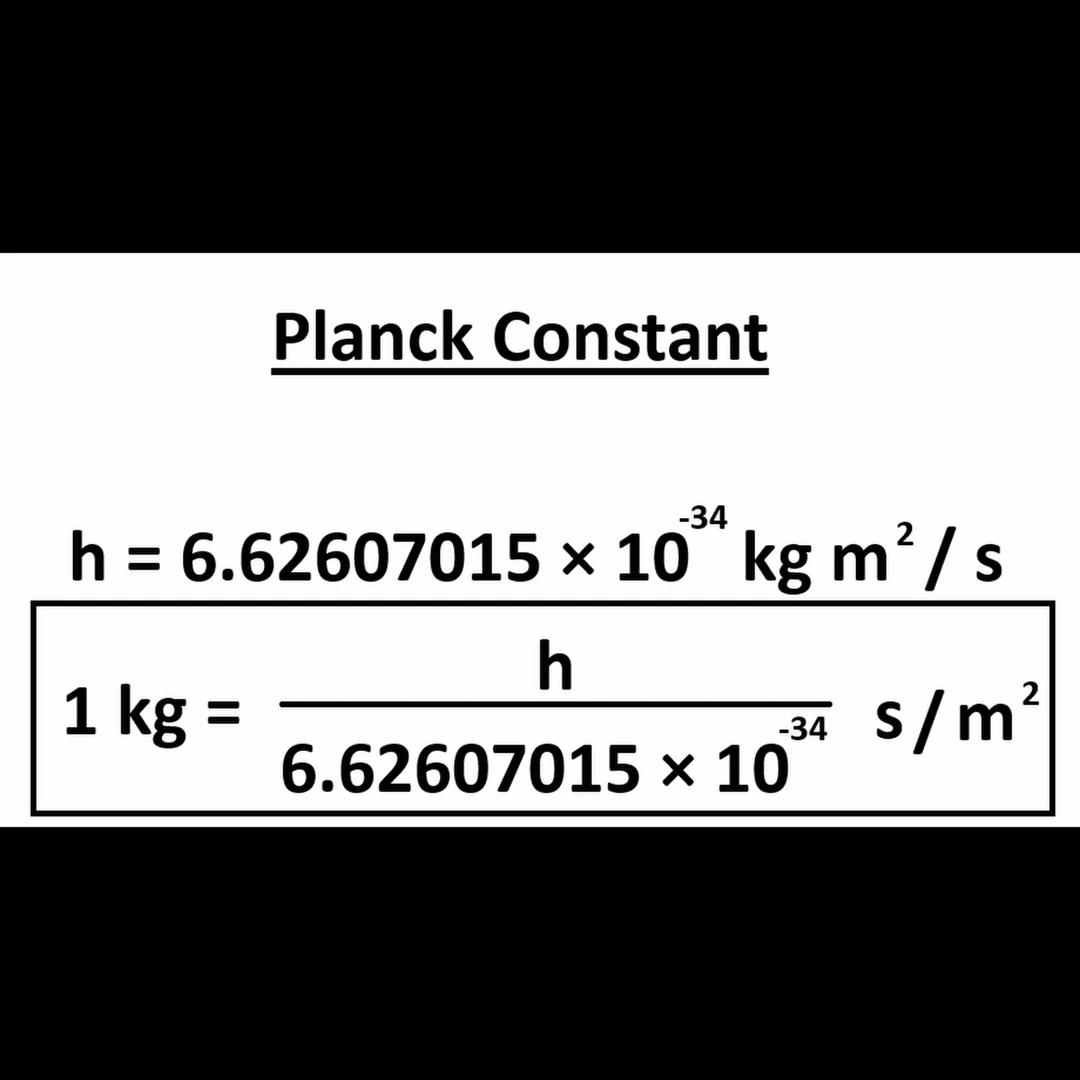 Planck Constant
h = 6.62607015 × 10⁻³⁴ kg m² / s
h
1 kg = s/m²
6.62607015 × 10⁻³⁴